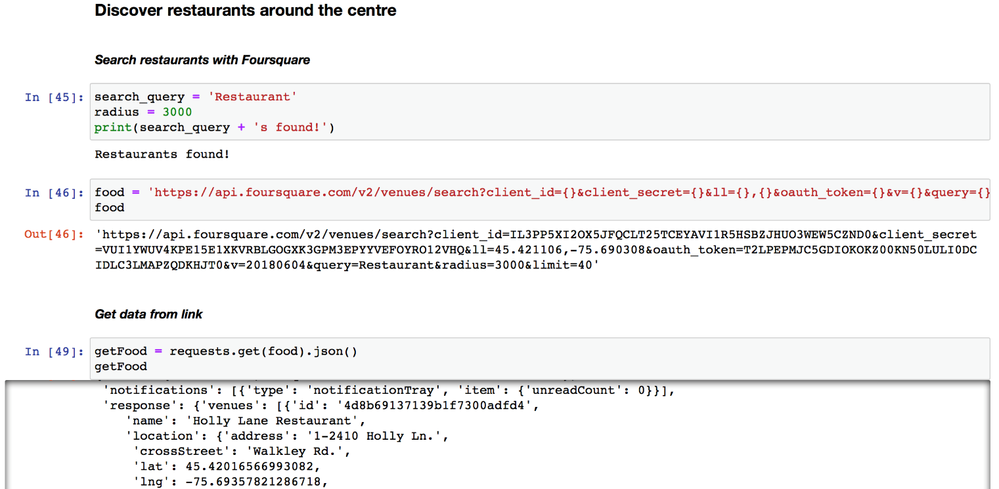 Discover restaurants around the centre
Search restaurants with Foursquare
In [45]: search_query = 'Restaurant'
radius = 3000
print(search_query + 's found!')
Restaurants found!
In [46]: food = 'https://api.foursquare.com/v2/venues/search?client_id={}&client_secret={}&ll={},{}&oauth_token={}&v={}&query={}
food
Out[46]: 'https://api.foursquare.com/v2/venues/search?client_id=IL3PP5XI2OX5JFQCLT25TCEYAVI1R5HSBZJHUO3WEW5CZND0&client_secret
=VUI1YWUV4KPE15E1XKVRBLGOGXK3GPM3EPYYVEFOYRO12VHQ&ll=45.421106,-75.690308&oauth_token=T2LPEPMJC5GDIOKOKZ00KN50LULI0DC
IDLC3LMAPZQDKHJT0&v=20180604&query=Restaurant&radius=3000&limit=40'
Get data from link
In [49]: getFood = requests.get(food).json()
getFood
'notifications': [{'type': 'notificationTray', 'item': {'unreadCount': 0}}],
'response': {'venues': [{'id': '4d8b69137139b1f7300adfd4',
'name': 'Holly Lane Restaurant',
'location': {'address': '1-2410 Holly Ln.',
'crossStreet': 'Walkley Rd.',
'lat': 45.42016566993082,
'lng': -75.69357821286718,